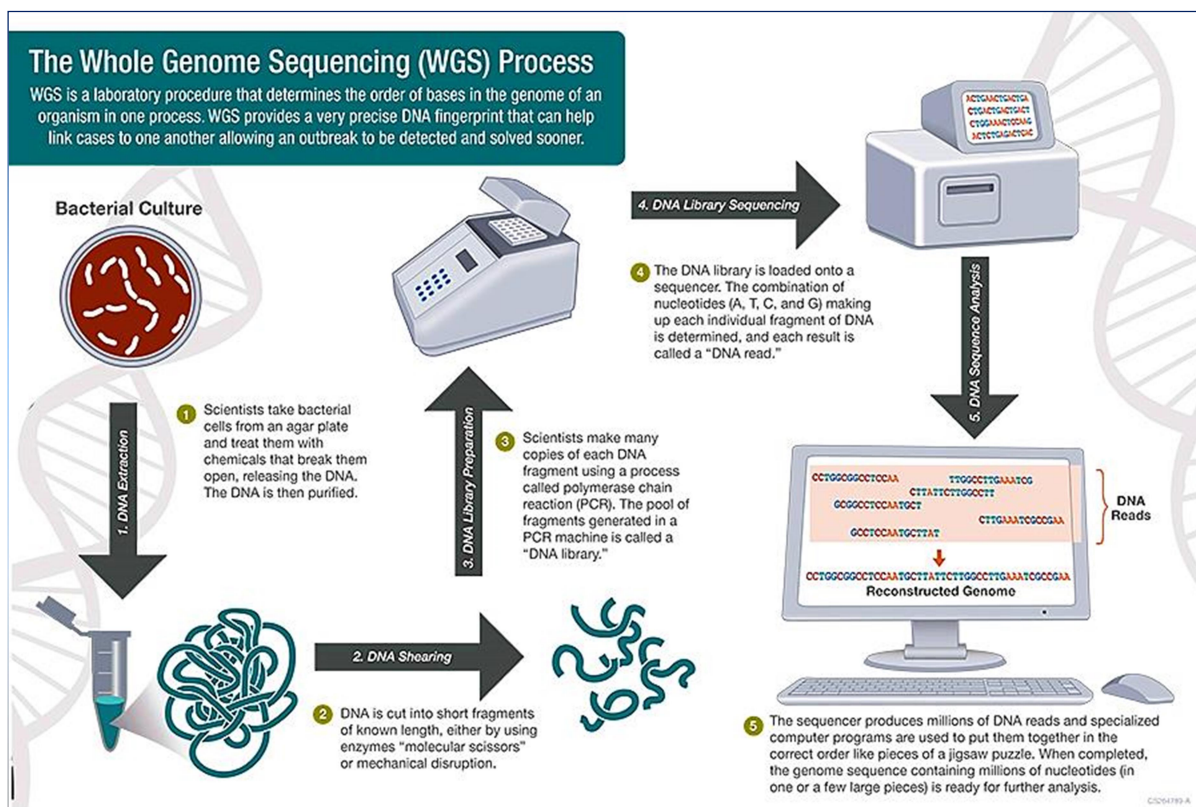 The Whole Genome Sequencing (WGS) Process
WGS is a laboratory procedure that determines the order of bases in the genome of an
organism in one process. WGS provides a very precise DNA fingerprint that can help
link cases to one another allowing an outbreak to be detected and solved sooner.
Bacterial Culture
1. DNA Extraction
1
Scientists take bacterial
cells from an agar plate
and treat them with
chemicals that break them
open, releasing the DNA.
The DNA is then purified.
2. DNA Shearing
2
DNA is cut into short fragments
of known length, either by using
enzymes “molecular scissors”
or mechanical disruption.
3. DNA Library Preparation
3
Scientists make many
copies of each DNA
fragment using a process
called polymerase chain
reaction (PCR). The pool of
fragments generated in a
PCR machine is called a
“DNA library.”
4. DNA Library Sequencing
4
The DNA library is loaded onto a
sequencer. The combination of
nucleotides (A, T, C, and G) making
up each individual fragment of DNA
is determined, and each result is
called a “DNA read.”
ACTGAACTGACTGA
CTGACTGACTGACT
CTGGAAACTCCAAG
ACTCTGAGACTGAC
5. DNA Sequence Analysis
CCTGGCGGCCTCCAA TTGGCCTTGAAATCG
CTTATTCTTGGCCTT
GCGGCCTCCAATGCT
CTTGAAATCGCCGAA
GCCTCCAATGCTTAT
DNA
Reads
CCTGGCGGCCTCCAATGCTTATTCTTGGCCTTGAAATCGCCGAA
Reconstructed Genome
5
The sequencer produces millions of DNA reads and specialized
computer programs are used to put them together in the
correct order like pieces of a jigsaw puzzle. When completed,
the genome sequence containing millions of nucleotides (in
one or a few large pieces) is ready for further analysis.